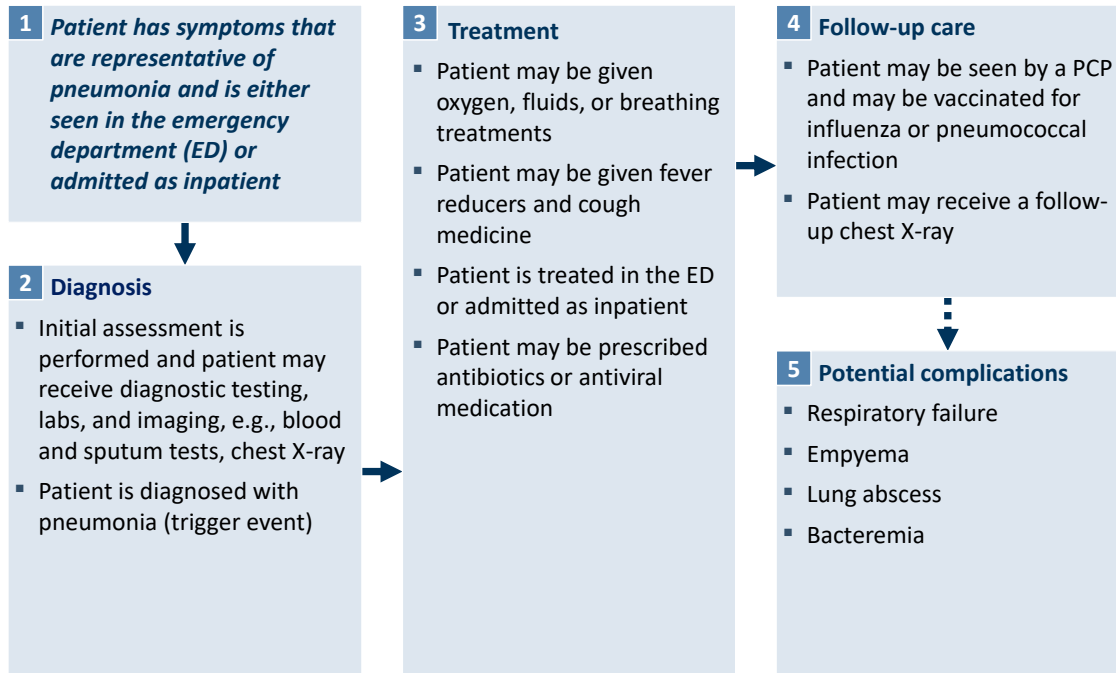 1 Patient has symptoms that
are representative of
pneumonia and is either
seen in the emergency
department (ED) or
admitted as inpatient
2 Diagnosis
▪ Initial assessment is
performed and patient may
receive diagnostic testing,
labs, and imaging, e.g., blood
and sputum tests, chest X-ray
▪ Patient is diagnosed with
pneumonia (trigger event)
3 Treatment
▪ Patient may be given
oxygen, fluids, or breathing
treatments
▪ Patient may be given fever
reducers and cough
medicine
▪ Patient is treated in the ED
or admitted as inpatient
▪ Patient may be prescribed
antibiotics or antiviral
medication
4 Follow-up care
▪ Patient may be seen by a PCP
and may be vaccinated for
influenza or pneumococcal
infection
▪ Patient may receive a follow-
up chest X-ray
5 Potential complications
▪ Respiratory failure
▪ Empyema
▪ Lung abscess
▪ Bacteremia